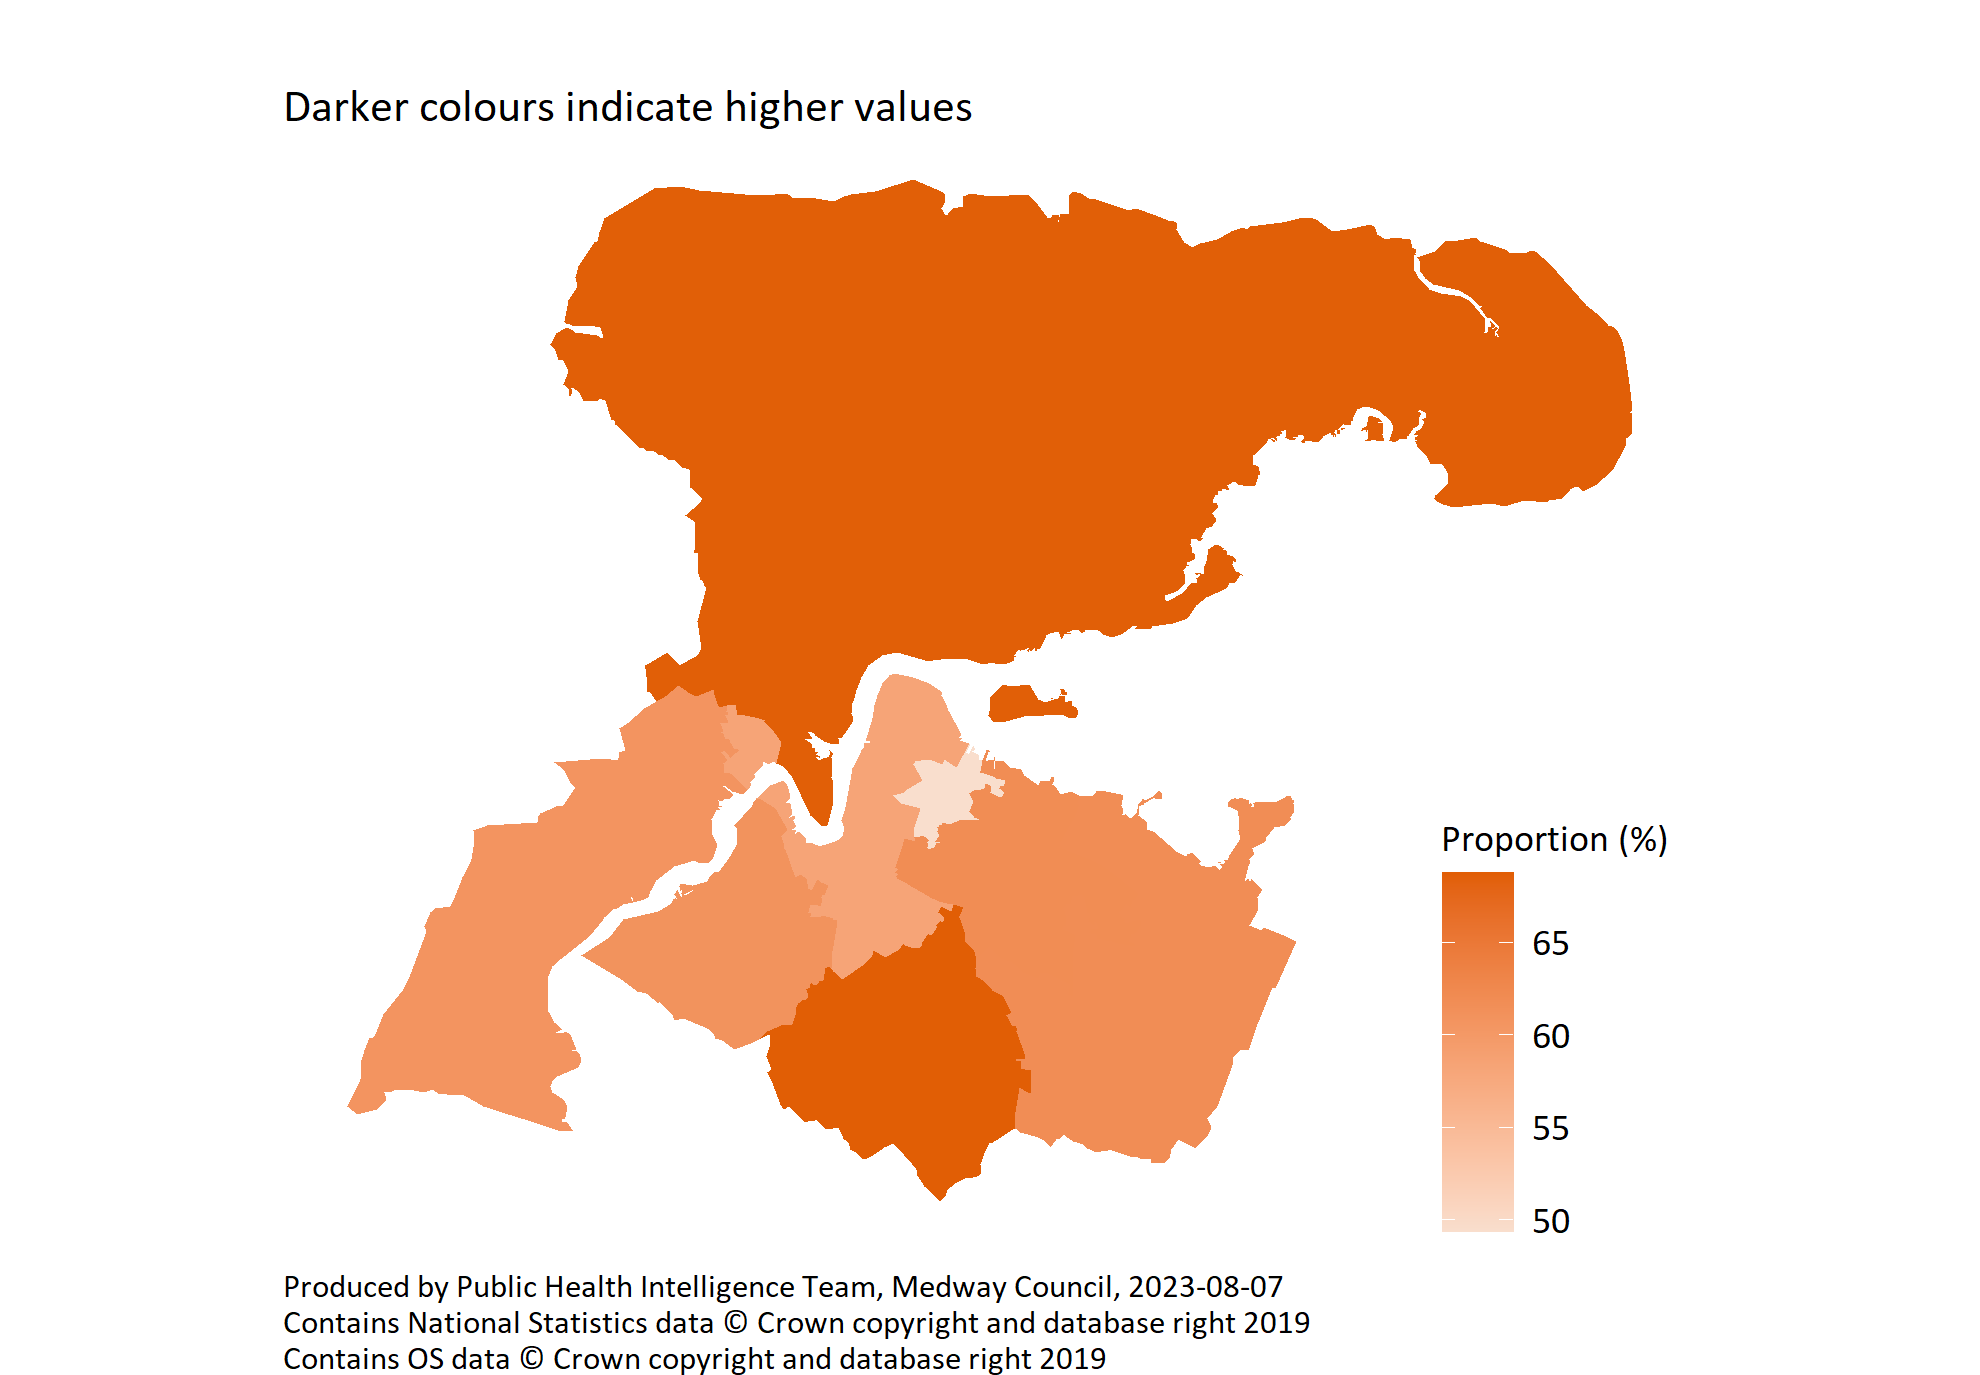 Darker colours indicate higher values
Proportion (%)
65
60
55
50
Produced by Public Health Intelligence Team, Medway Council, 2023-08-07
Contains National Statistics data © Crown copyright and database right 2019
Contains OS data © Crown copyright and database right 2019